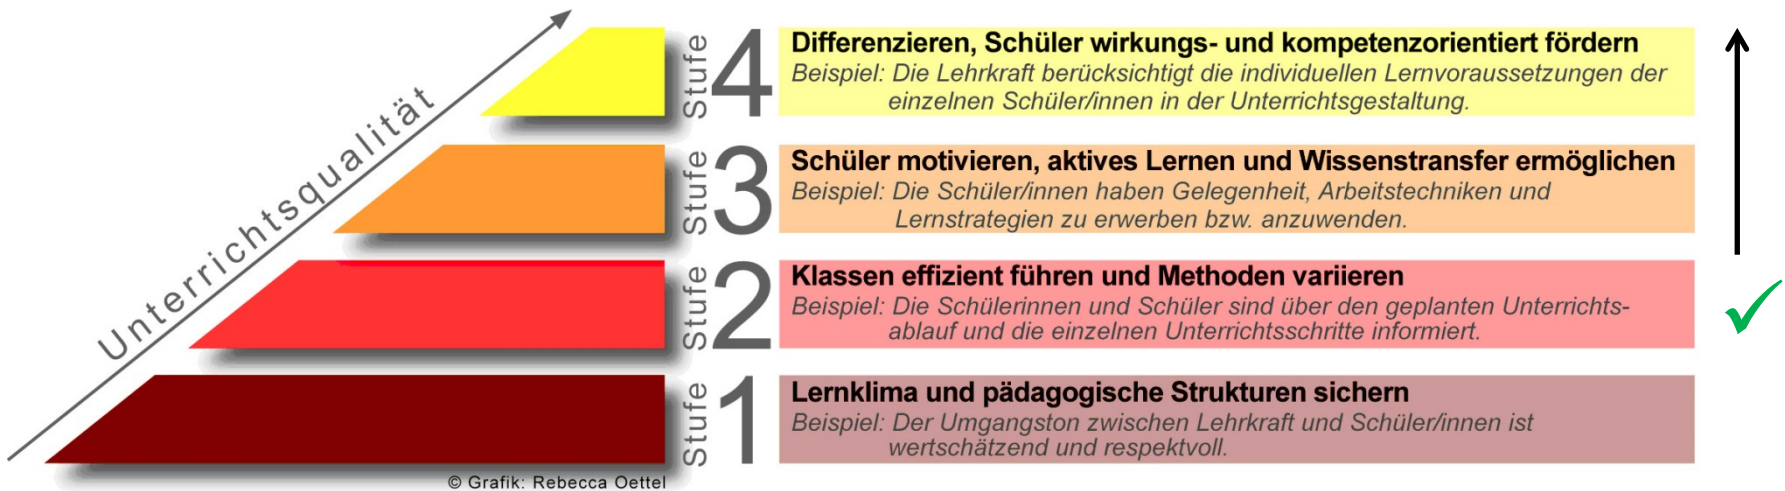 Unterrichtsqualität
Stufe 4
Differenzieren, Schüler wirkungs- und kompetenzorientiert fördern
Beispiel: Die Lehrkraft berücksichtigt die individuellen Lernvoraussetzungen der
einzelnen Schüler/innen in der Unterrichtsgestaltung.
Stufe 3
Schüler motivieren, aktives Lernen und Wissenstransfer ermöglichen
Beispiel: Die Schüler/innen haben Gelegenheit, Arbeitstechniken und
Lernstrategien zu erwerben bzw. anzuwenden.
Stufe 2
Klassen effizient führen und Methoden variieren
Beispiel: Die Schülerinnen und Schüler sind über den geplanten Unterrichts-
ablauf und die einzelnen Unterrichtsschritte informiert.
Stufe 1
Lernklima und pädagogische Strukturen sichern
Beispiel: Der Umgangston zwischen Lehrkraft und Schüler/innen ist
wertschätzend und respektvoll.
© Grafik: Rebecca Oettel